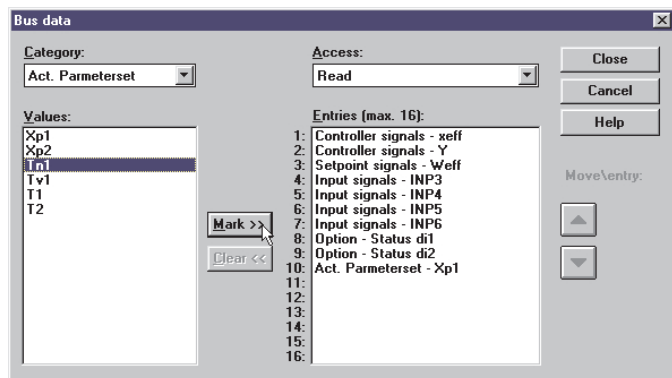 Bus data
Category:
Act. Parmeterset
Values:
Xp1
Xp2
Tn1
Tv1
T1
T2
Mark >>
Clear <<
Access:
Read
Entries (max. 16):
1: Controller signals - xeff
2: Controller signals - Y
3: Setpoint signals - Weff
4: Input signals - INP3
5: Input signals - INP4
6: Input signals - INP5
7: Input signals - INP6
8: Option - Status di1
9: Option - Status di2
10: Act. Parmeterset - Xp1
11:
12:
13:
14:
15:
16:
Close
Cancel
Help
Move\entry: